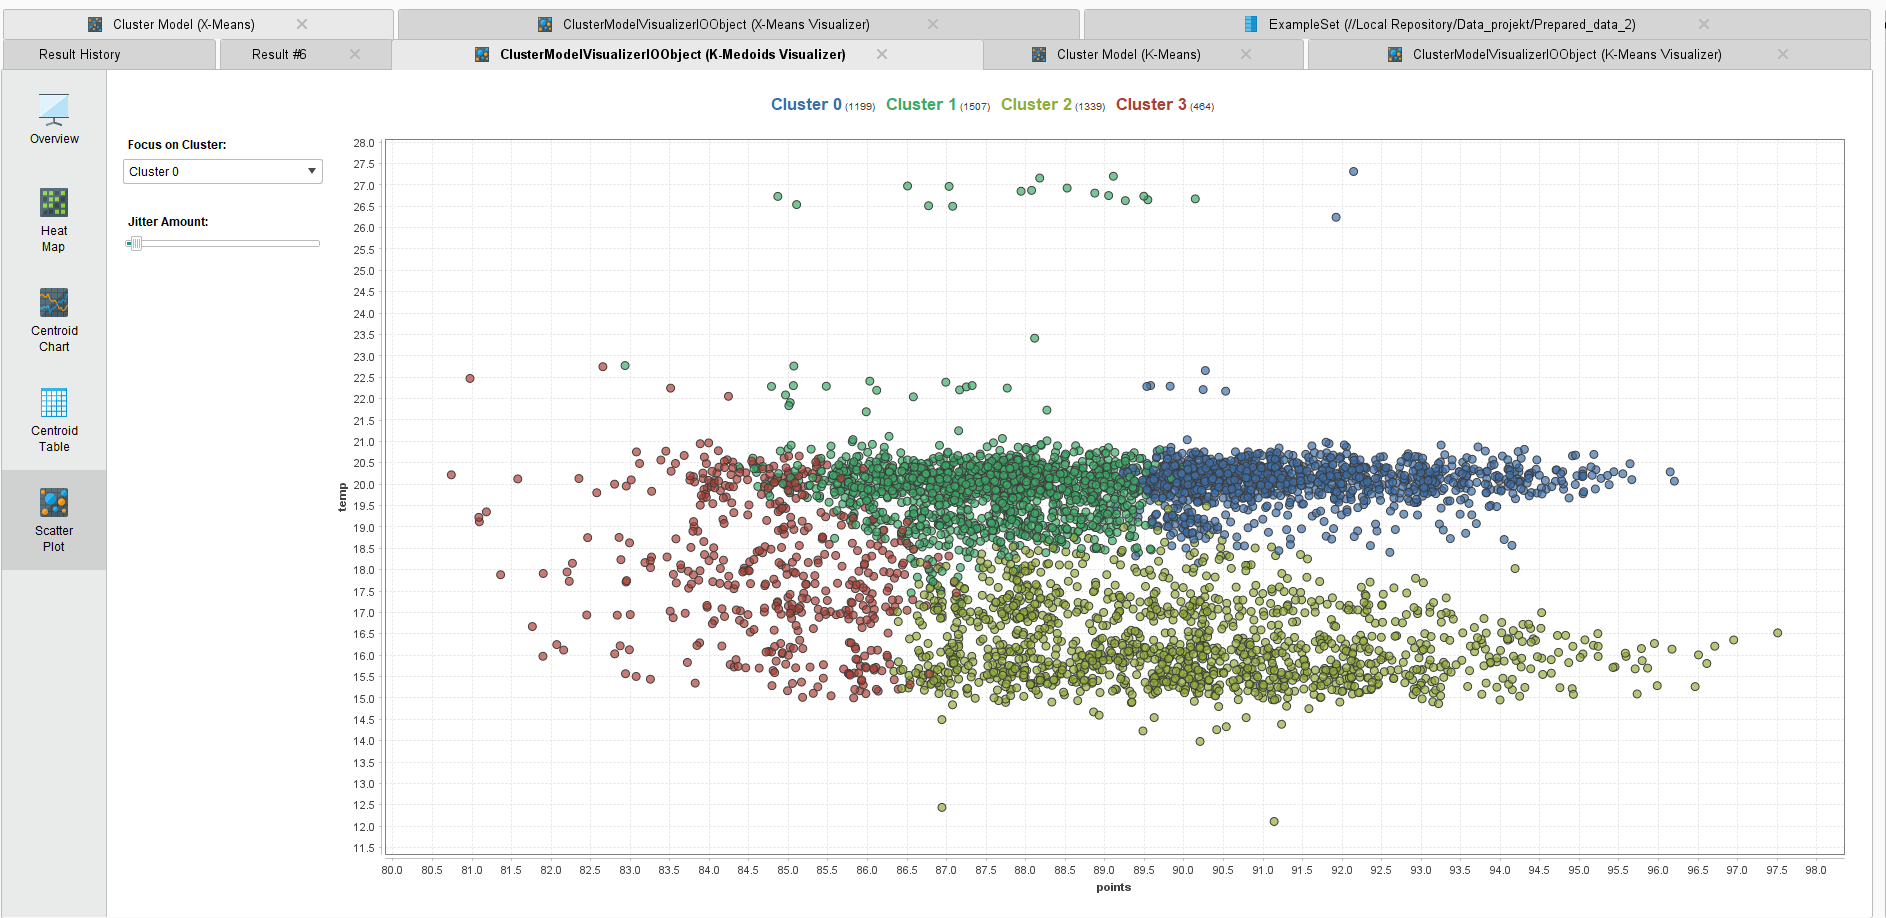 Cluster Model (X-Means)
ClusterModelVisualizerIOObject (X-Means Visualizer)
ExampleSet (//Local Repository/Data_projekt/Prepared_data_2)
Result History
Result #6
ClusterModelVisualizerIOObject (K-Medoids Visualizer)
Cluster Model (K-Means)
ClusterModelVisualizerIOObject (K-Means Visualizer)
Overview
Heat
Map
Centroid
Chart
Centroid
Table
Scatter
Plot
Focus on Cluster:
Cluster 0
Jitter Amount:
Cluster 0 (1199) Cluster 1 (1507) Cluster 2 (1339) Cluster 3 (464)
28.0
27.5
27.0
26.5
26.0
25.5
25.0
24.5
24.0
23.5
23.0
22.5
22.0
21.5
21.0
20.5
20.0
19.5
19.0
18.5
18.0
17.5
17.0
16.5
16.0
15.5
15.0
14.5
14.0
13.5
13.0
12.5
12.0
11.5
temp
80.0 80.5 81.0 81.5 82.0 82.5 83.0 83.5 84.0 84.5 85.0 85.5 86.0 86.5 87.0 87.5 88.0 88.5 89.0 89.5 90.0 90.5 91.0 91.5 92.0 92.5 93.0 93.5 94.0 94.5 95.0 95.5 96.0 96.5 97.0 97.5 98.0
points